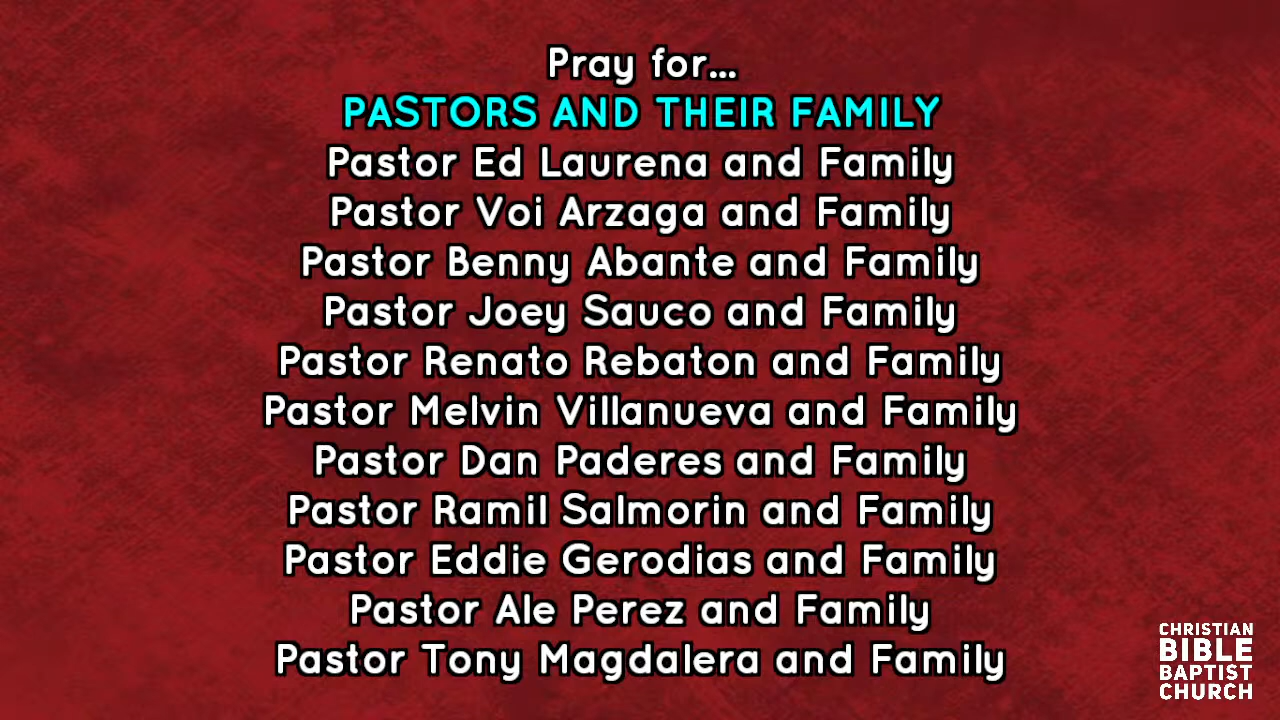 Pray for...
PASTORS AND THEIR FAMILY
Pastor Ed Laurena and Family
Pastor Voi Arzaga and Family
Pastor Benny Abante and Family
Pastor Joey Sauco and Family
Pastor Renato Rebaton and Family
Pastor Melvin Villanueva and Family
Pastor Dan Paderes and Family
Pastor Ramil Salmorin and Family
Pastor Eddie Gerodias and Family
Pastor Ale Perez and Family
Pastor Tony Magdalera and Family
CHRISTIAN
BIBLE
BAPTIST
CHURCH